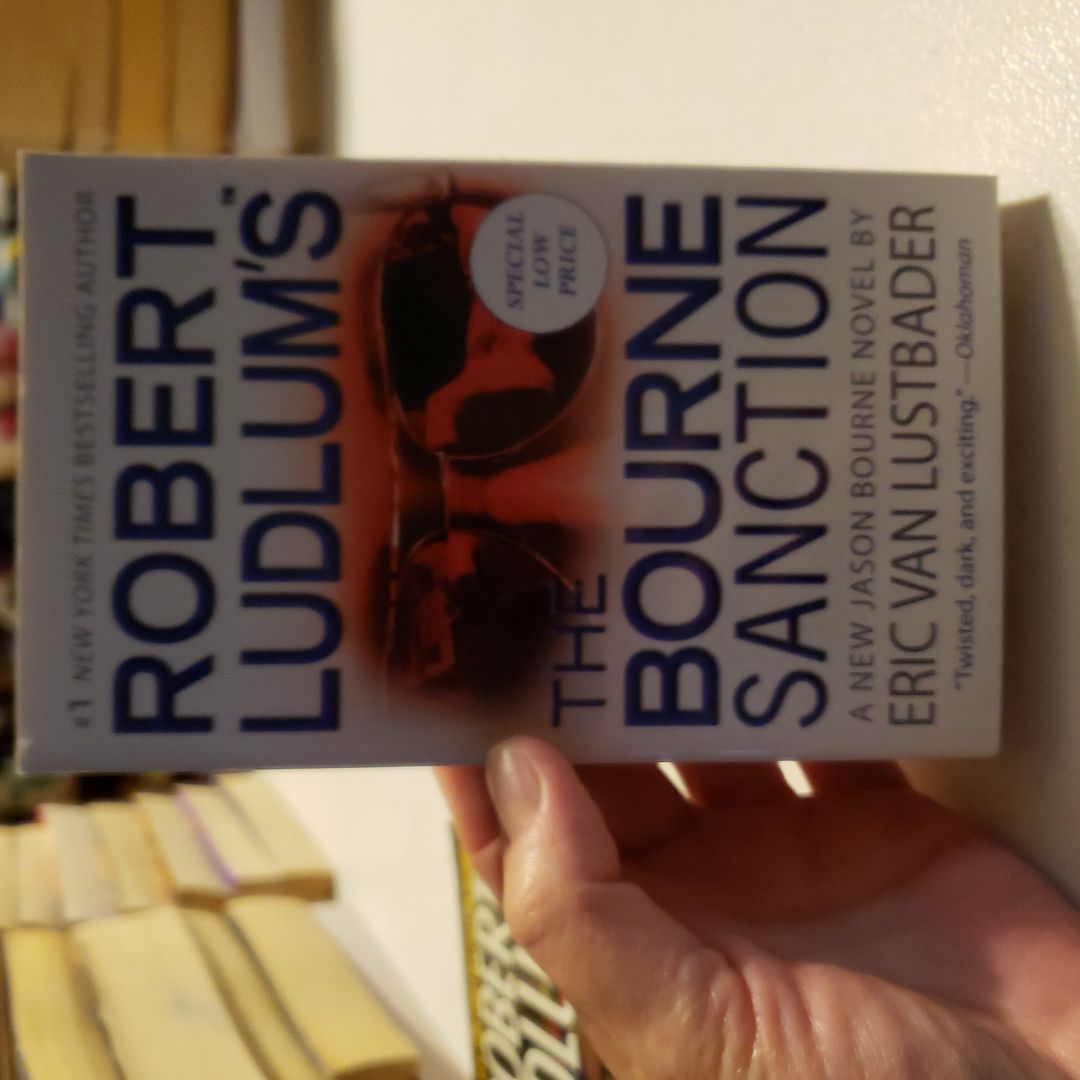 #1 NEW YORK TIMES BESTSELLING AUTHOR
ROBERT
LUDLUM'S™
SPECIAL
LOW
PRICE
THE
BOURNE
SANCTION
A NEW JASON BOURNE NOVEL BY
ERIC VAN LUSTBADER
"Twisted, dark, and exciting." —Oklahoman